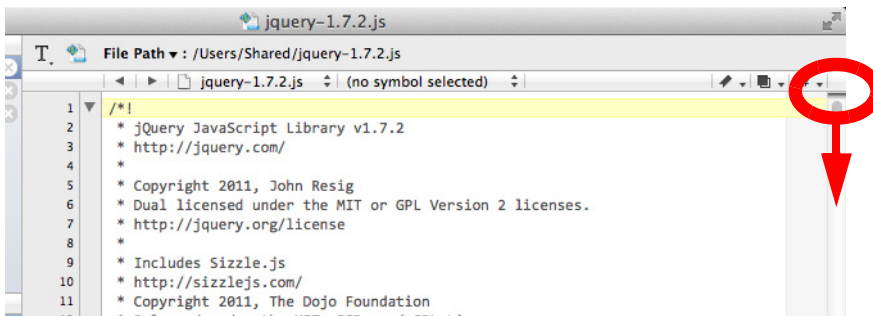 jquery-1.7.2.js
T. File Path ▾ : /Users/Shared/jquery-1.7.2.js
jquery-1.7.2.js (no symbol selected)
1 /*!
2 * jQuery JavaScript Library v1.7.2
3 * http://jquery.com/
4 *
5 * Copyright 2011, John Resig
6 * Dual licensed under the MIT or GPL Version 2 licenses.
7 * http://jquery.org/license
8 *
9 * Includes Sizzle.js
10 * http://sizzlejs.com/
11 * Copyright 2011, The Dojo Foundation